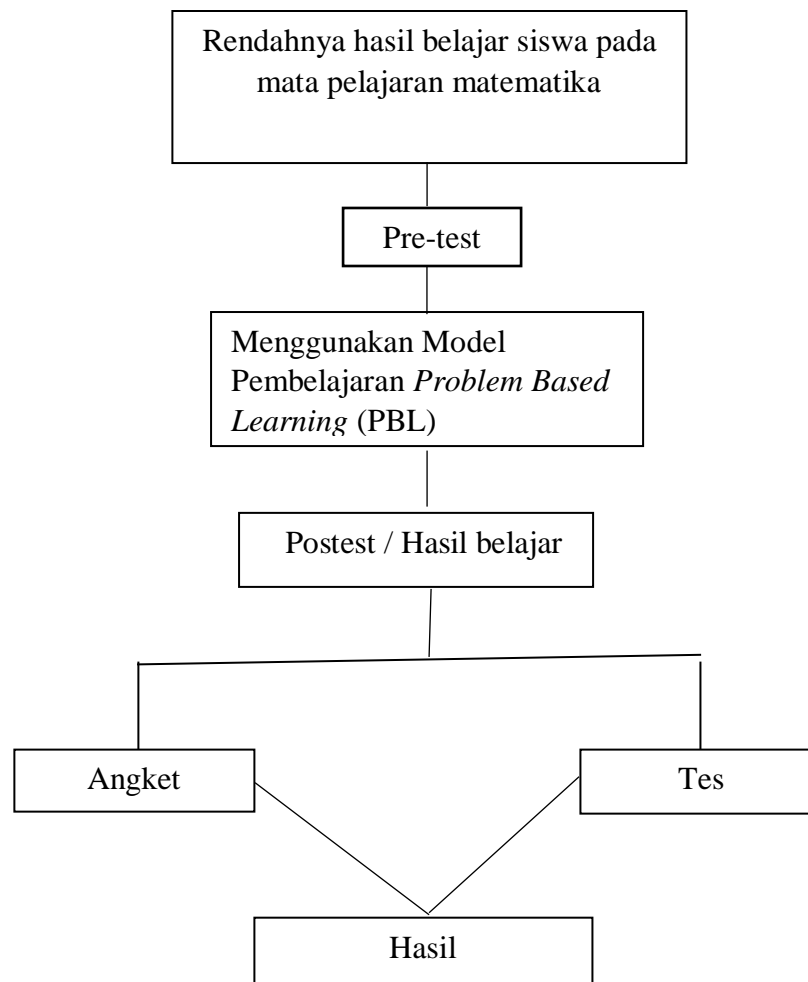 Rendahnya hasil belajar siswa pada
mata pelajaran matematika
Pre-test
Menggunakan Model
Pembelajaran Problem Based
Learning (PBL)
Postest / Hasil belajar
Angket
Tes
Hasil